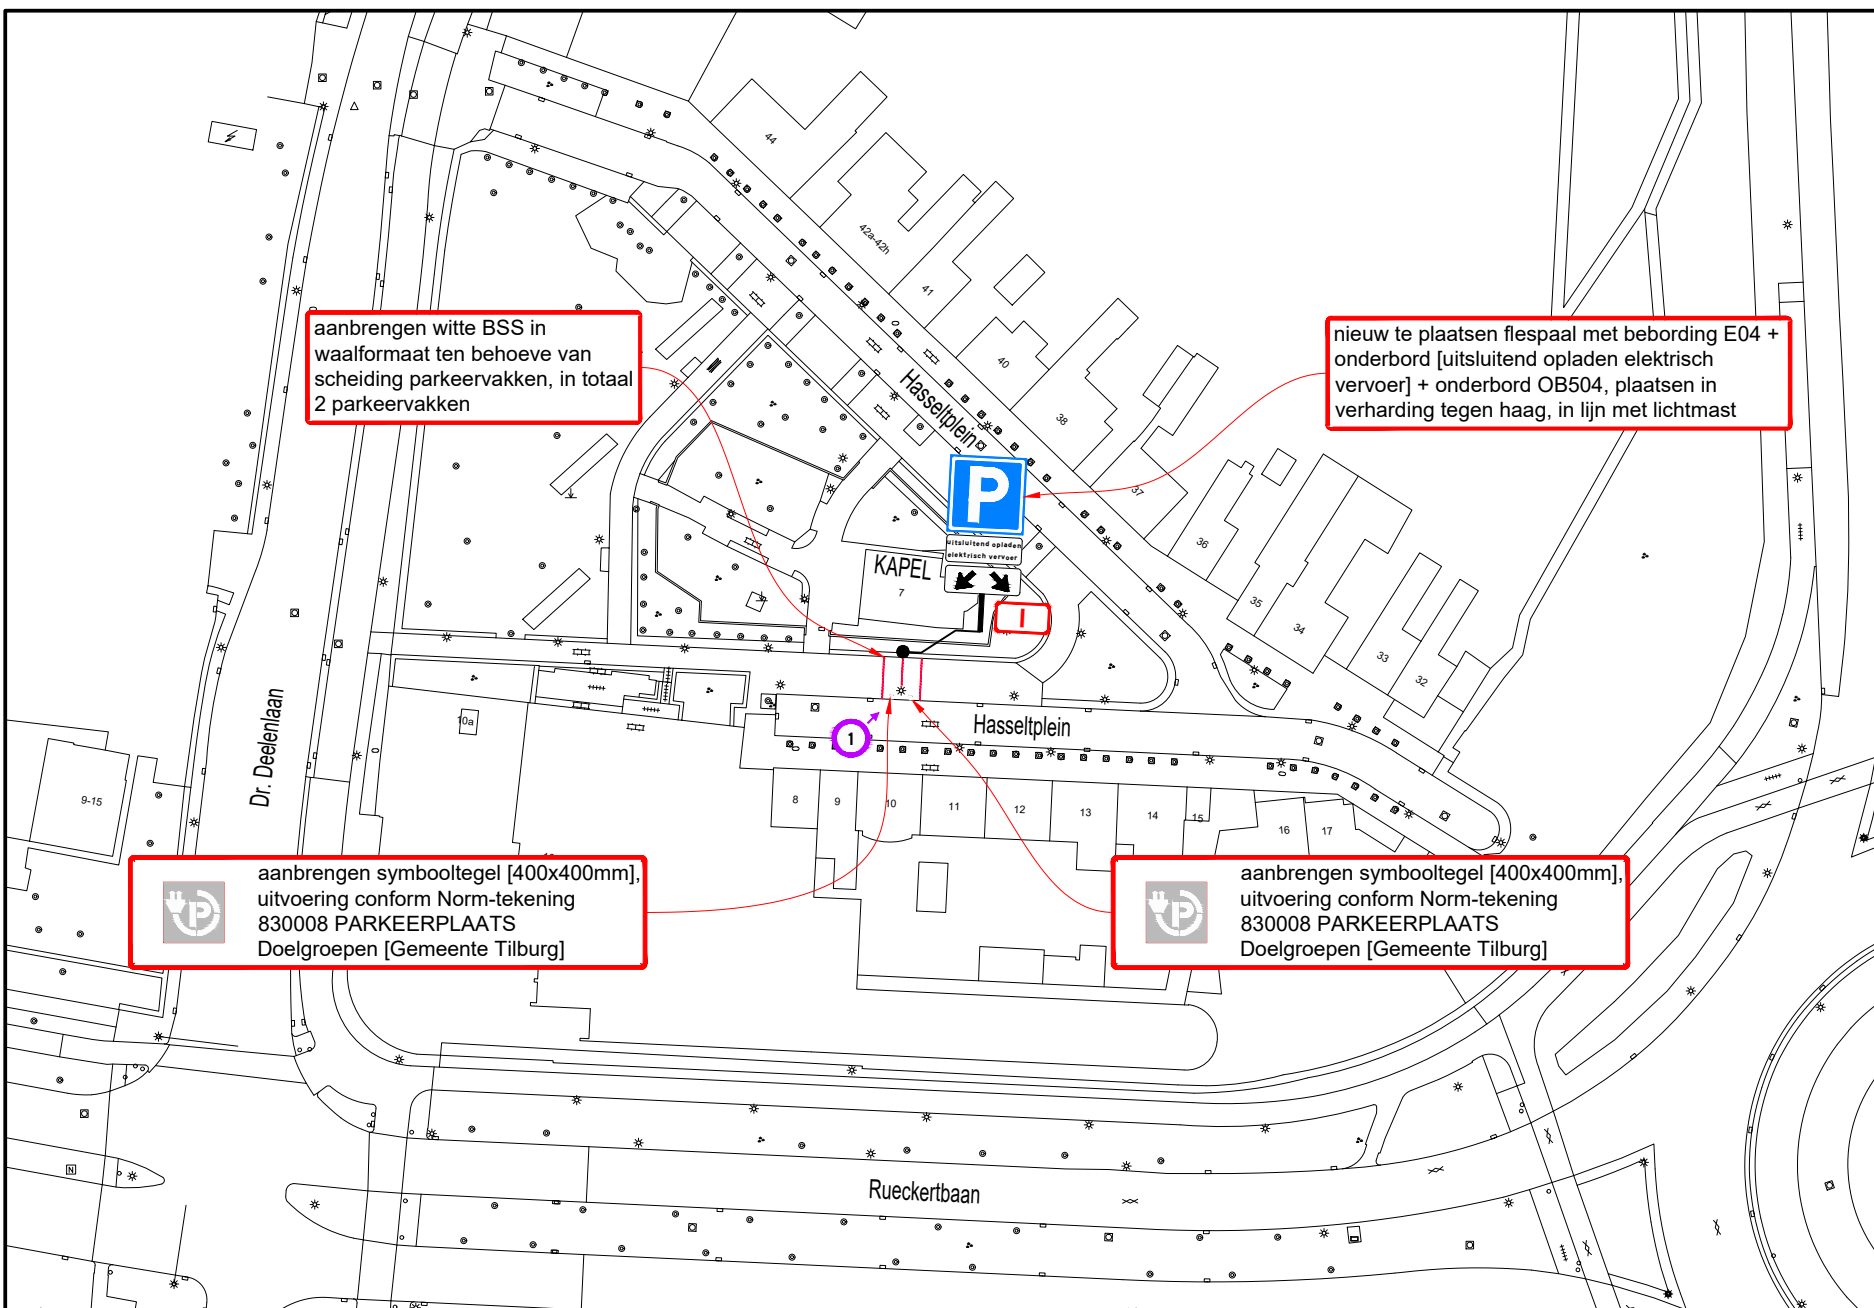 44
42a-42h
41
40
38
37
36
35
34
33
32
aanbrengen witte BSS in
waalformaat ten behoeve van
scheiding parkeervakken, in totaal
2 parkeervakken
nieuw te plaatsen flespaal met bebording E04 +
onderbord [uitsluitend opladen elektrisch
vervoer] + onderbord OB504, plaatsen in
verharding tegen haag, in lijn met lichtmast
Hasseltplein
P
uitsluitend opladen
elektrisch vervoer
KAPEL
7
I
Dr. Deelenlaan
10a
Hasseltplein
1
9-15
8
9
10
11
12
13
14
15
16
17
aanbrengen symbooltegel [400x400mm],
uitvoering conform Norm-tekening
830008 PARKEERPLAATS
Doelgroepen [Gemeente Tilburg]
P
aanbrengen symbooltegel [400x400mm],
uitvoering conform Norm-tekening
830008 PARKEERPLAATS
Doelgroepen [Gemeente Tilburg]
P
N
Rueckertbaan